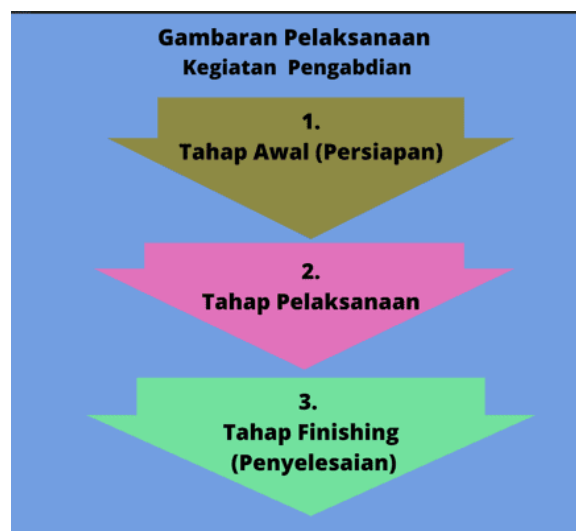 Gambaran Pelaksanaan
Kegiatan Pengabdian
1.
Tahap Awal (Persiapan)
2.
Tahap Pelaksanaan
3.
Tahap Finishing
(Penyelesaian)